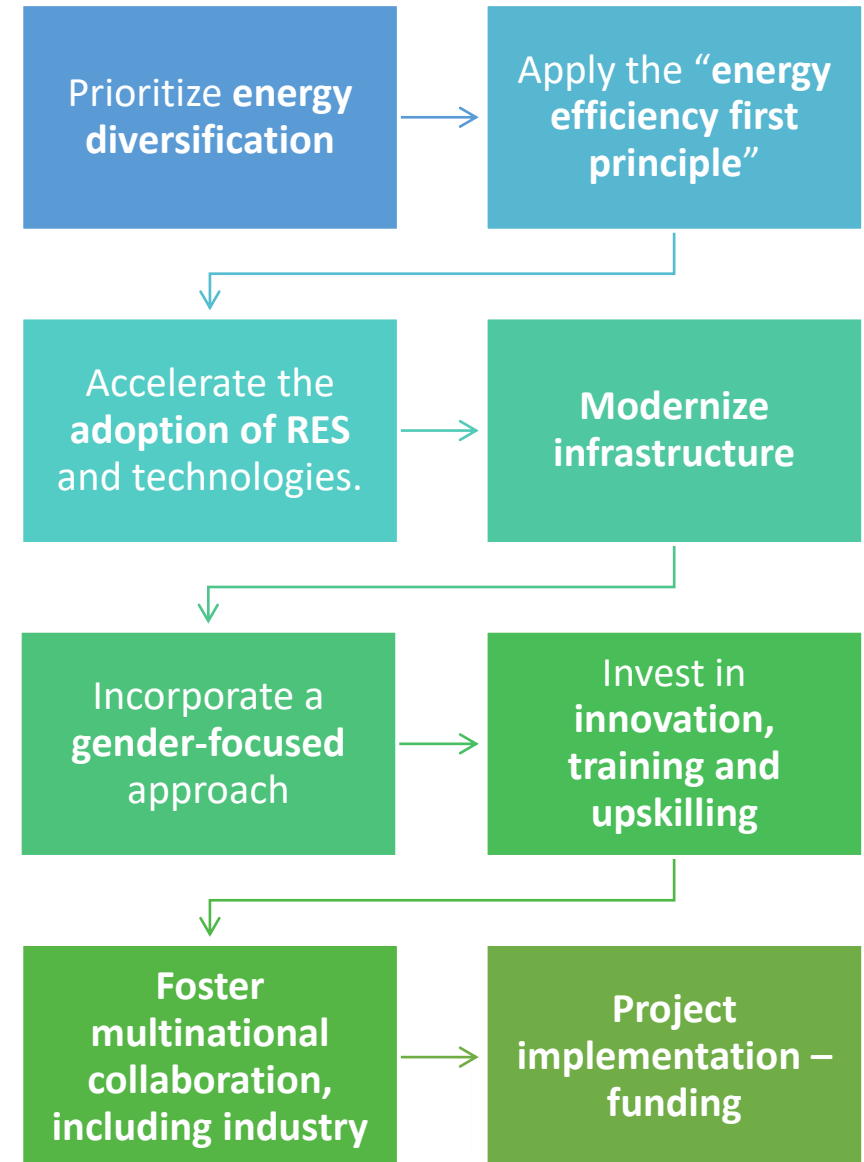 Prioritize energy
diversification
Apply the “energy
efficiency first
principle”
Accelerate the
adoption of RES
and technologies.
Modernize
infrastructure
Incorporate a
gender-focused
approach
Invest in
innovation,
training and
upskilling
Foster
multinational
collaboration,
including industry
Project
implementation –
funding